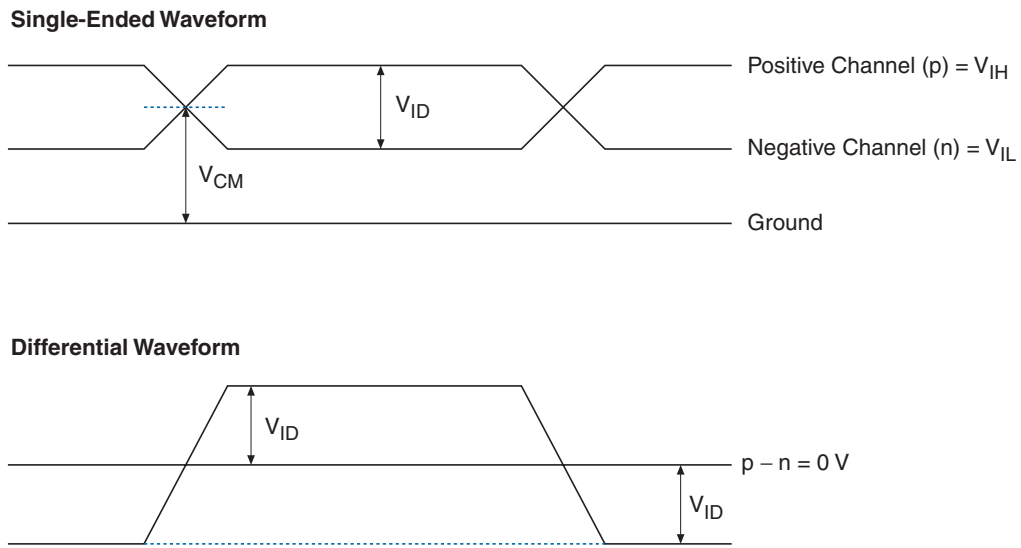 Single-Ended Waveform
Positive Channel (p) = VIH
VID
Negative Channel (n) = VIL
VCM
Ground
Differential Waveform
VID
p − n = 0 V
VID